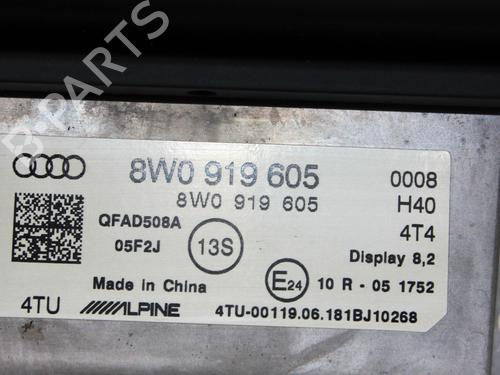 8W0 919 605 0008
8W0 919 605 H40
QFAD508A 4T4
05F2J 13S Display 8,2
Made in China E24 10 R - 05 1752
4TU ALPINE 4TU-00119.06.181BJ10268
B-PARTS